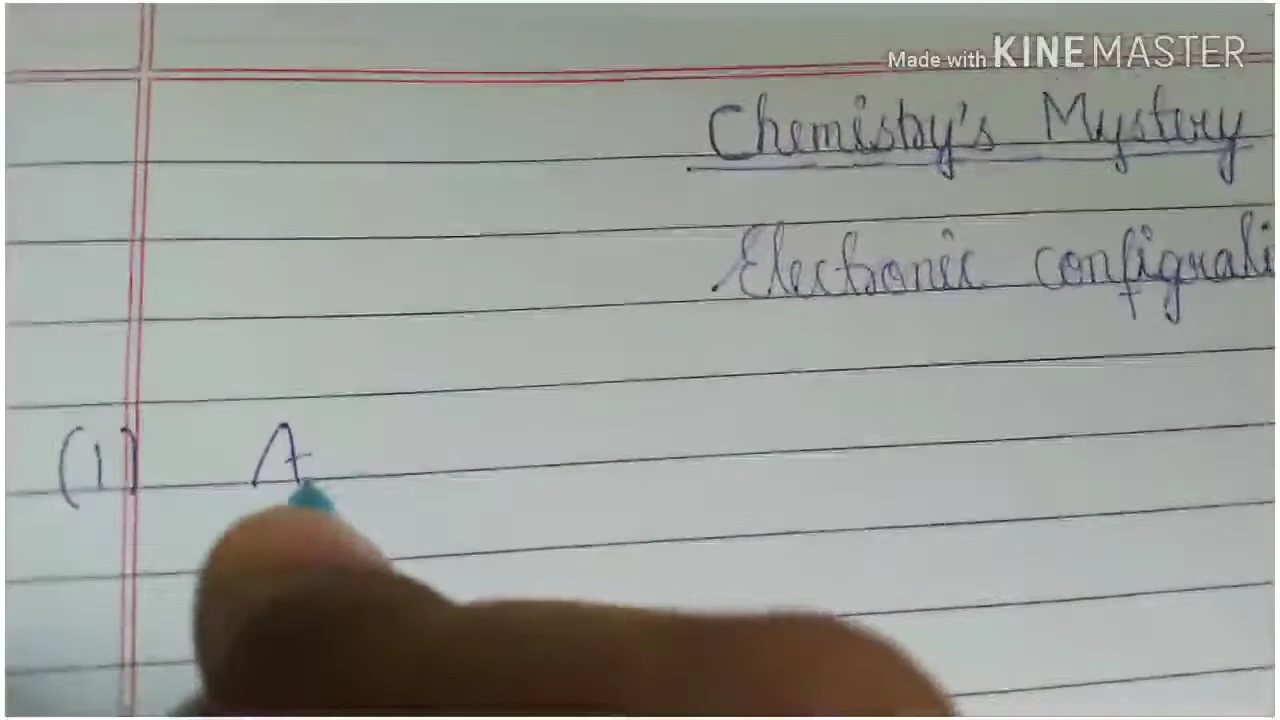 Made with KINEMASTER
Chemistry's Mystery
Electronic configrati
(1) A